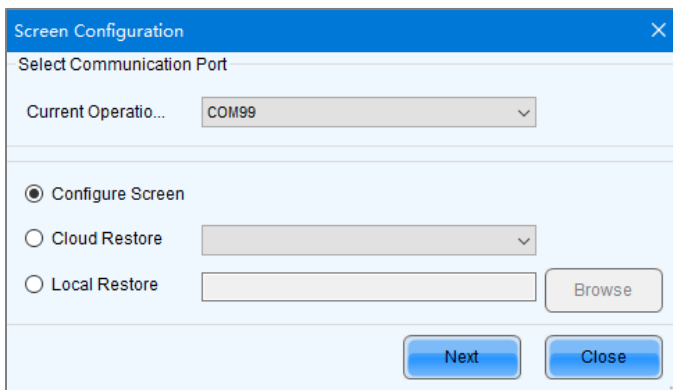 Screen Configuration
Select Communication Port
Current Operatio... COM99
Configure Screen
Cloud Restore
Local Restore Browse
Next Close